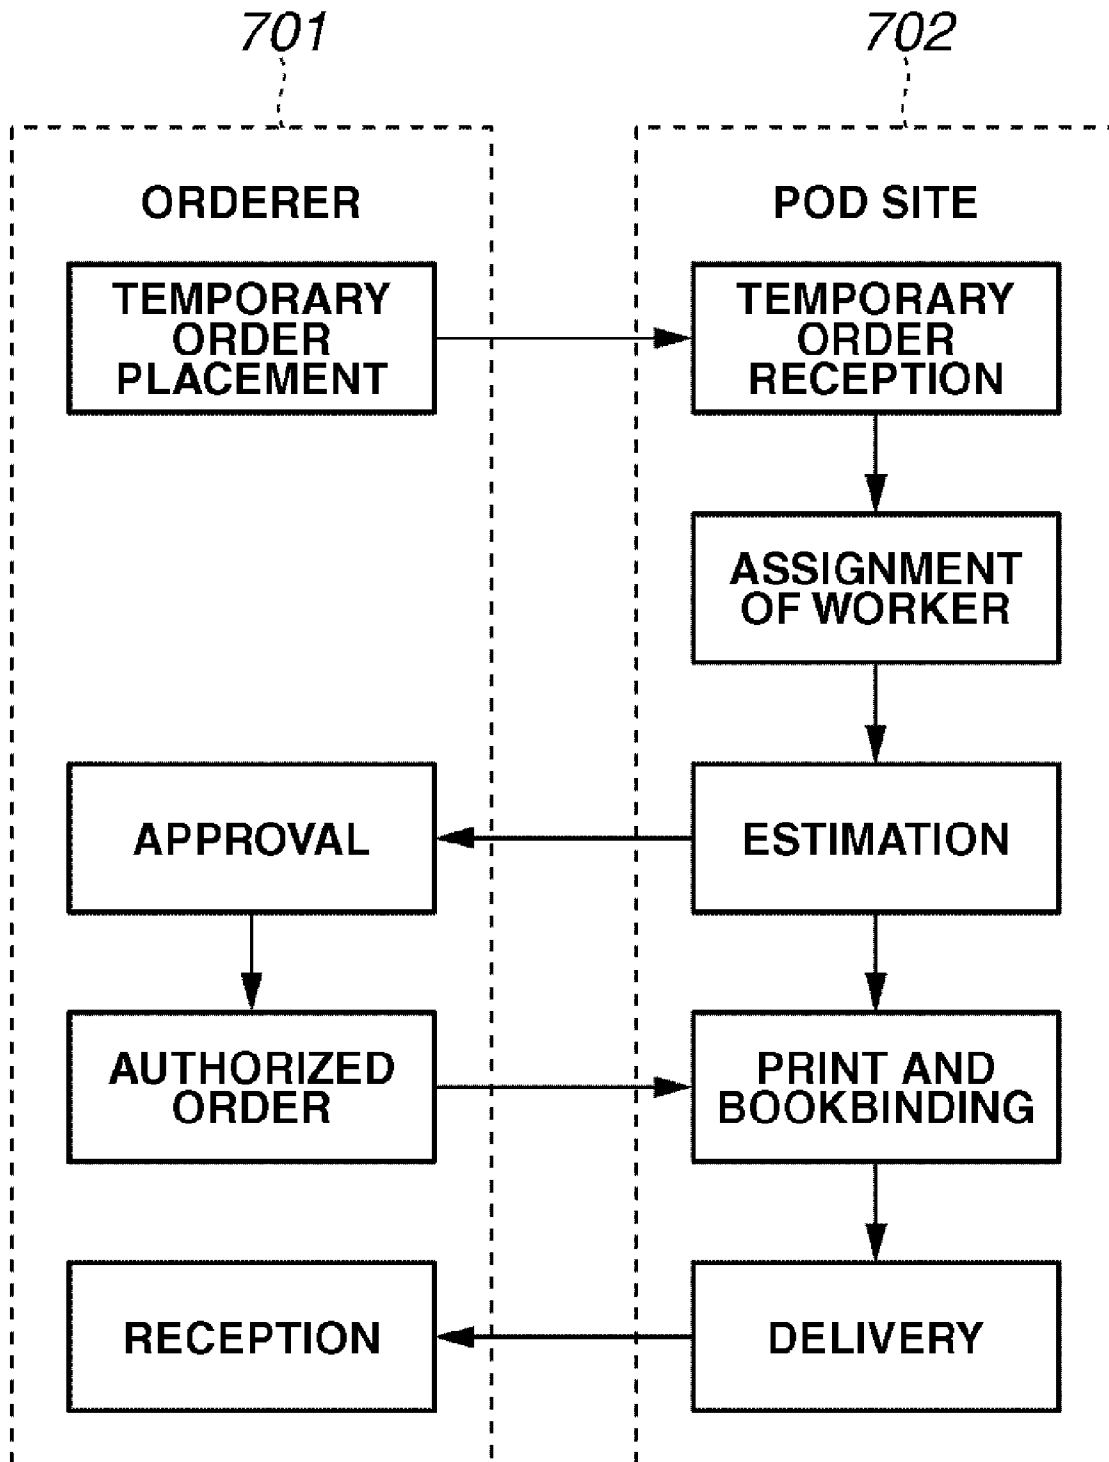 701
702
ORDERER
POD SITE
TEMPORARY
ORDER
PLACEMENT
TEMPORARY
ORDER
RECEPTION
ASSIGNMENT
OF WORKER
APPROVAL
ESTIMATION
AUTHORIZED
ORDER
PRINT AND
BOOKBINDING
RECEPTION
DELIVERY